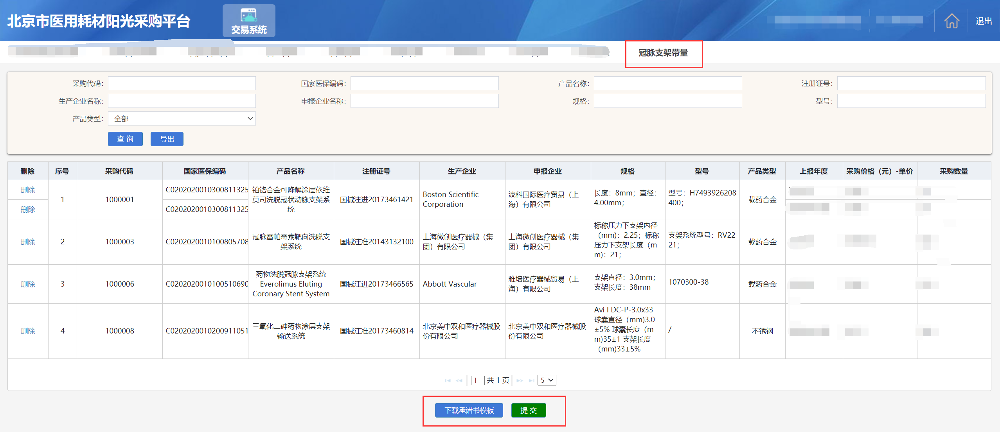 北京市医用耗材阳光采购平台
交易系统
退出
冠脉支架带量
采购代码：
国家医保编码：
产品名称：
注册证号：
生产企业名称：
申报企业名称：
规格：
型号：
产品类型：
全部
查 询
导出
删除 序号 采购代码 国家医保编码 产品名称 注册证号 生产企业 申报企业 规格 型号 产品类型 上报年度 采购价格（元）-单价 采购数量
删除
删除
1
1000001
C0202020010300811325
C0202020010300811325
铂铬合金可降解涂层依维
莫司洗脱冠状动脉支架系
统
国械注进20173461421
Boston Scientific
Corporation
波科国际医疗贸易（上
海）有限公司
长度：8mm；直径：
4.00mm；
型号：H7493926208
400；
载药合金
删除
2
1000003
C0202020010100805708
冠脉雷帕霉素靶向洗脱支
架系统
国械注准20143132100
上海微创医疗器械（集
团）有限公司
上海微创医疗器械（集
团）有限公司
标称压力下支架内径
（mm)：2.25；标称
压力下支架长度（m
m)：21；
支架系统型号：RV22
21；
载药合金
删除
3
1000006
C0202020010100510690
药物洗脱冠脉支架系统
Everolimus Eluting
Coronary Stent System
国械注进20173466565
Abbott Vascular
雅培医疗器械贸易（上
海）有限公司
支架直径：3.0mm；
支架长度：38mm
1070300-38
载药合金
删除
4
1000008
C0202020010200911051
三氧化二砷药物涂层支架
输送系统
国械注准20173460814
北京美中双和医疗器械股
份有限公司
北京美中双和医疗器械股
份有限公司
Avi I DC-P-3.0x33
球囊直径（mm)3.0
±5% 球囊长度（m
m)35±1 支架长度
（mm)33±5%
/
不锈钢
1 共 1 页 5
下载承诺书模板
提 交